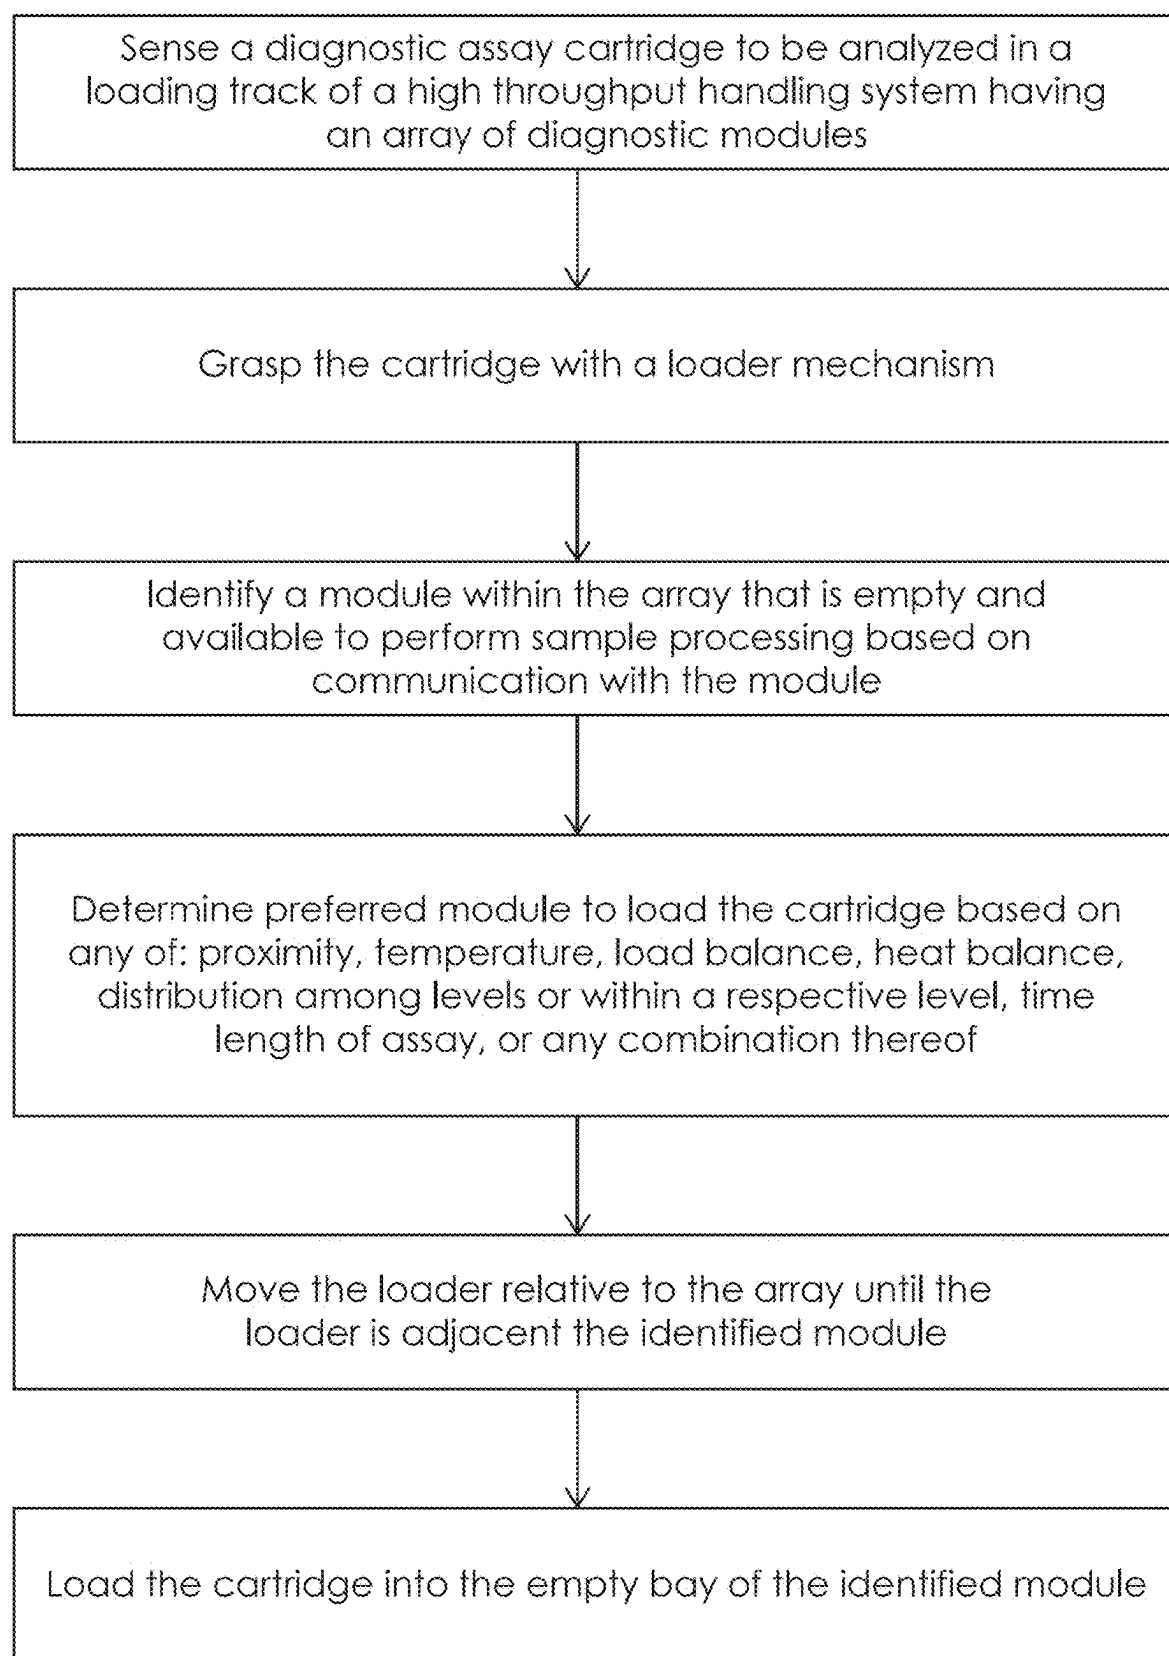 Sense a diagnostic assay cartridge to be analyzed in a
loading track of a high throughput handling system having
an array of diagnostic modules
Grasp the cartridge with a loader mechanism
Identify a module within the array that is empty and
available to perform sample processing based on
communication with the module
Determine preferred module to load the cartridge based on
any of: proximity, temperature, load balance, heat balance,
distribution among levels or within a respective level, time
length of assay, or any combination thereof
Move the loader relative to the array until the
loader is adjacent the identified module
Load the cartridge into the empty bay of the identified module